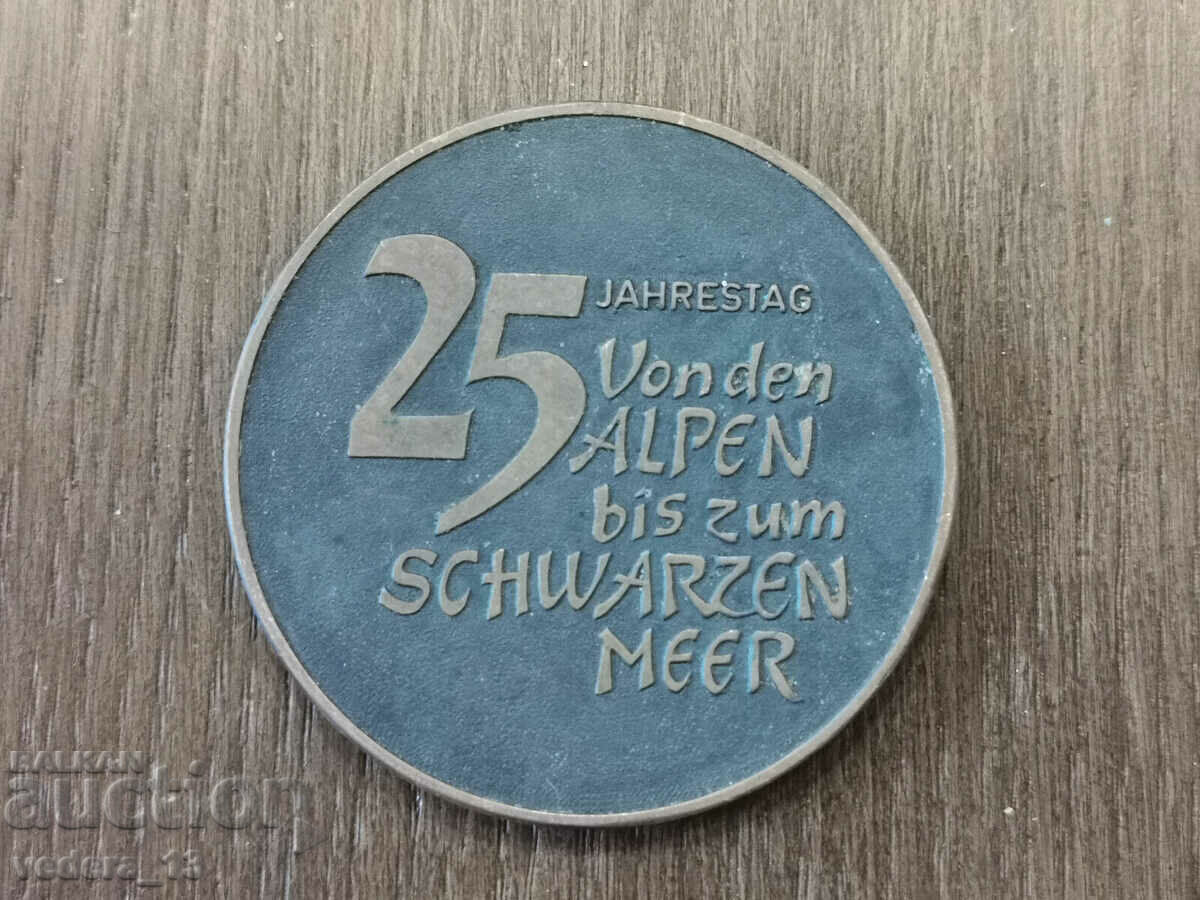 25 JAHRESTAG
Von den
ALPEN
bis zum
SCHWARZEN
MEER
BALKAN
auction
vedera_13